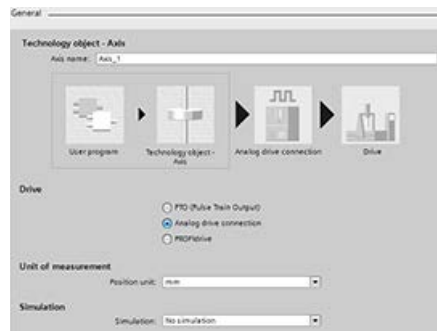 General
Technology object - Axis
Axis name: Axis_1
User program
Technology object - Axis
Analog drive connection
Drive
Drive
PTO (Pulse Train Output)
Analog drive connection
PROFIdrive
Unit of measurement
Position unit: mm
Simulation
Simulation: No simulation